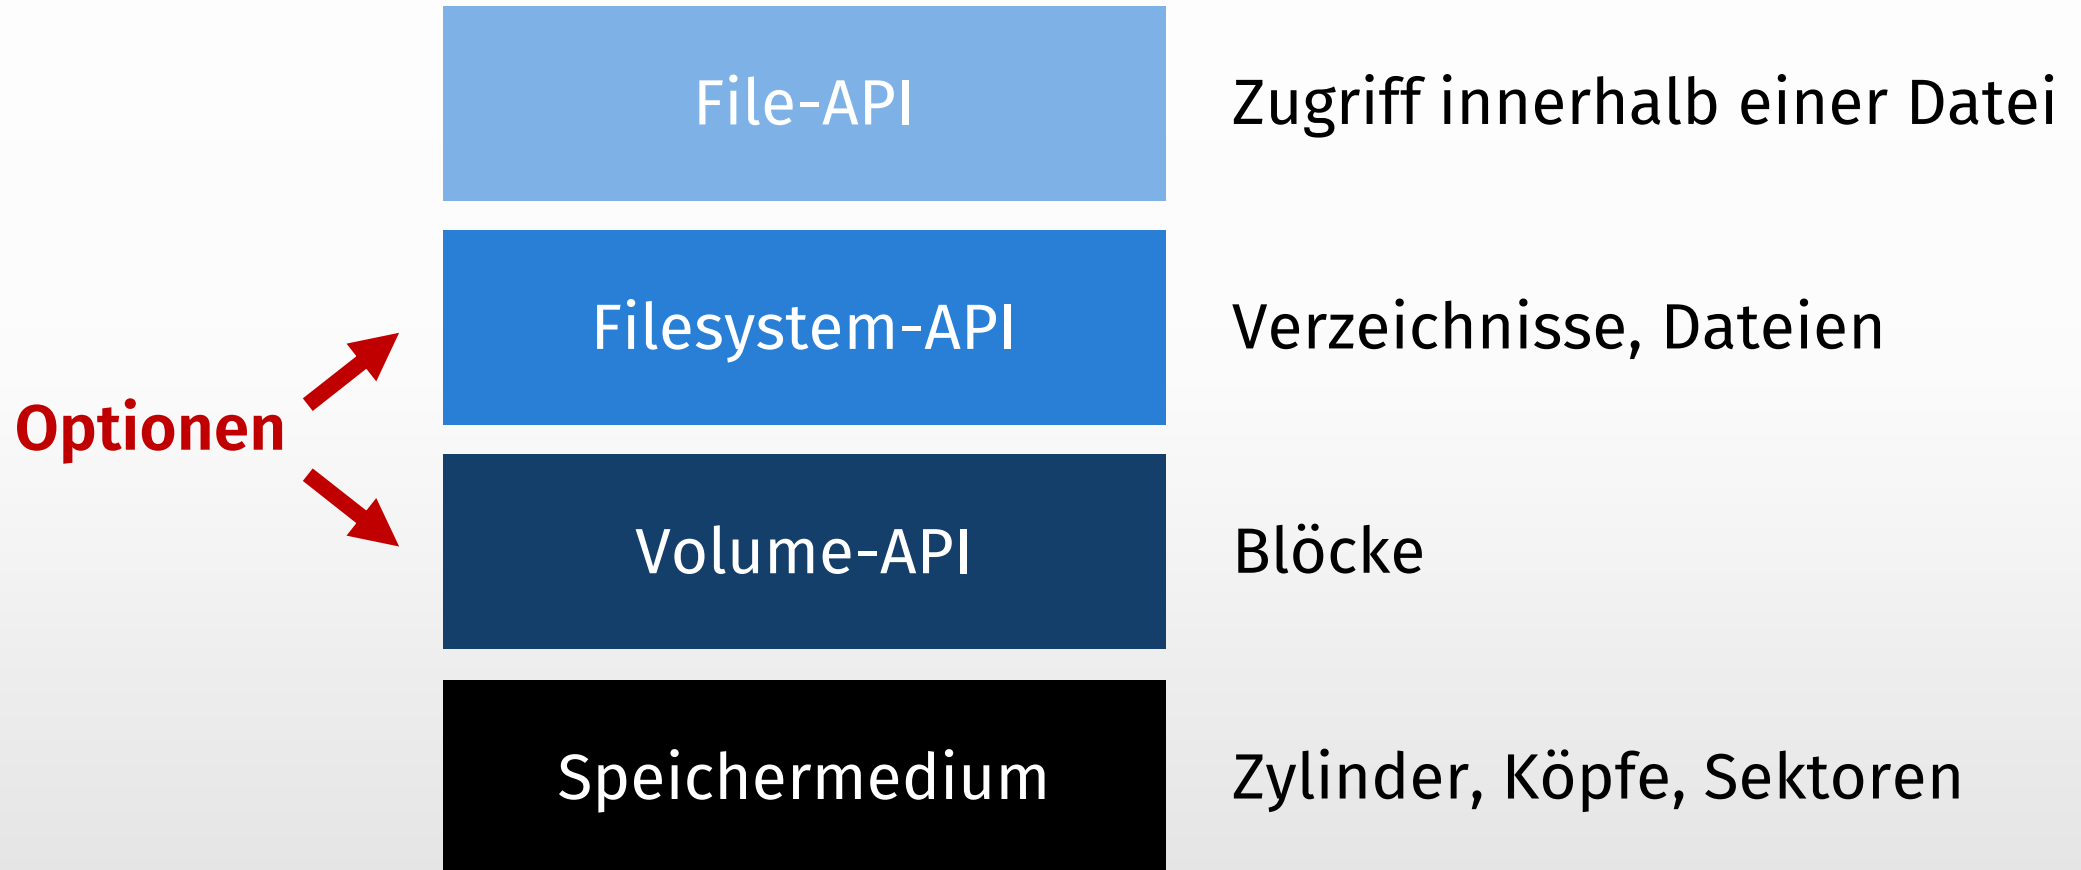 File-API
Zugriff innerhalb einer Datei
Filesystem-API
Verzeichnisse, Dateien
Optionen
Volume-API
Blöcke
Speichermedium
Zylinder, Köpfe, Sektoren